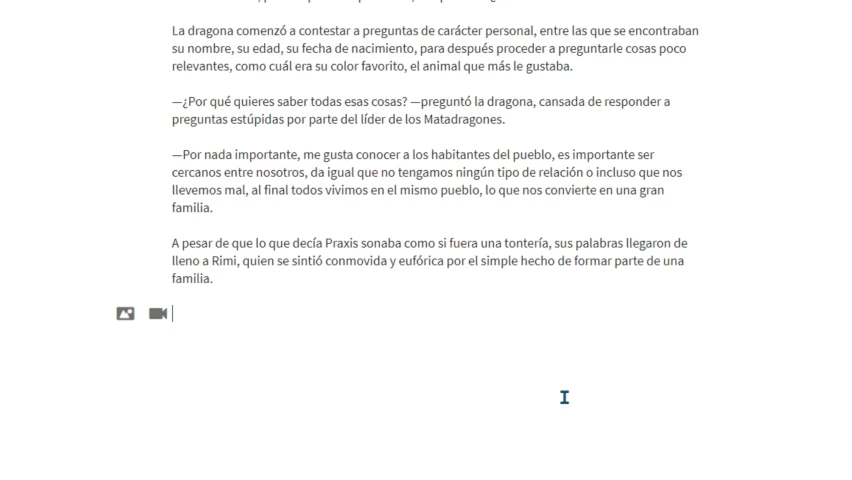 La dragona comenzó a contestar a preguntas de carácter personal, entre las que se encontraban
su nombre, su edad, su fecha de nacimiento, para después proceder a preguntarle cosas poco
relevantes, como cuál era su color favorito, el animal que más le gustaba.
—¿Por qué quieres saber todas esas cosas? —preguntó la dragona, cansada de responder a
preguntas estúpidas por parte del líder de los Matadragones.
—Por nada importante, me gusta conocer a los habitantes del pueblo, es importante ser
cercanos entre nosotros, da igual que no tengamos ningún tipo de relación o incluso que nos
llevemos mal, al final todos vivimos en el mismo pueblo, lo que nos convierte en una gran
familia.
A pesar de que lo que decía Praxis sonaba como si fuera una tontería, sus palabras llegaron de
lleno a Rimi, quien se sintió conmovida y eufórica por el simple hecho de formar parte de una
familia.